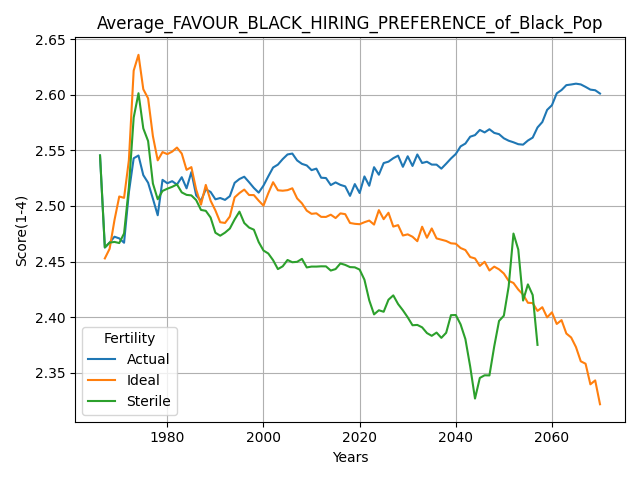 Average_FAVOUR_BLACK_HIRING_PREFERENCE_of_Black_Pop
2.65
2.60
2.55
2.50
2.45
2.40
2.35
Score(1-4)
Fertility
Actual
Ideal
Sterile
1980
2000
2020
2040
2060
Years